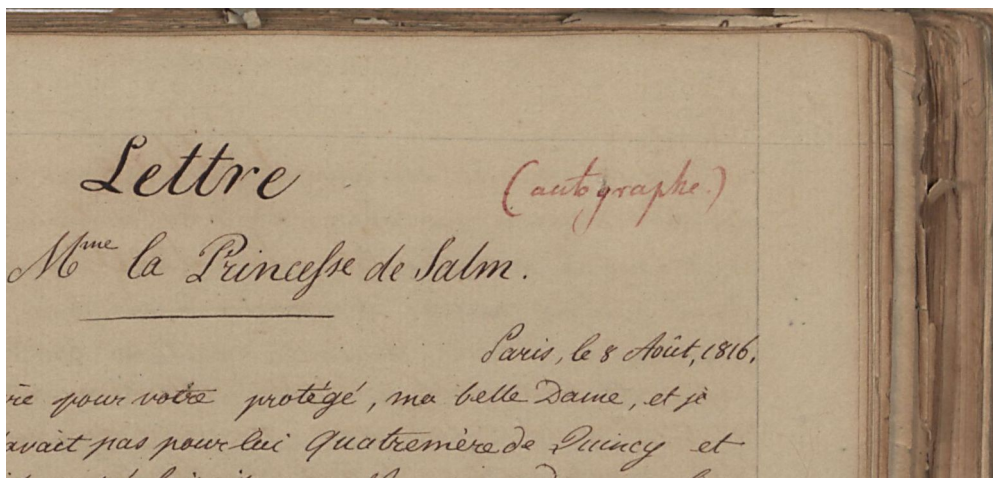 Lettre
(autographe.)
Mme la Princesse de Salm.
Paris, le 8 Août, 1816.
re pour votre protégé, ma belle Dame, et je
avait pas pour lui Quatremère de Quincy et